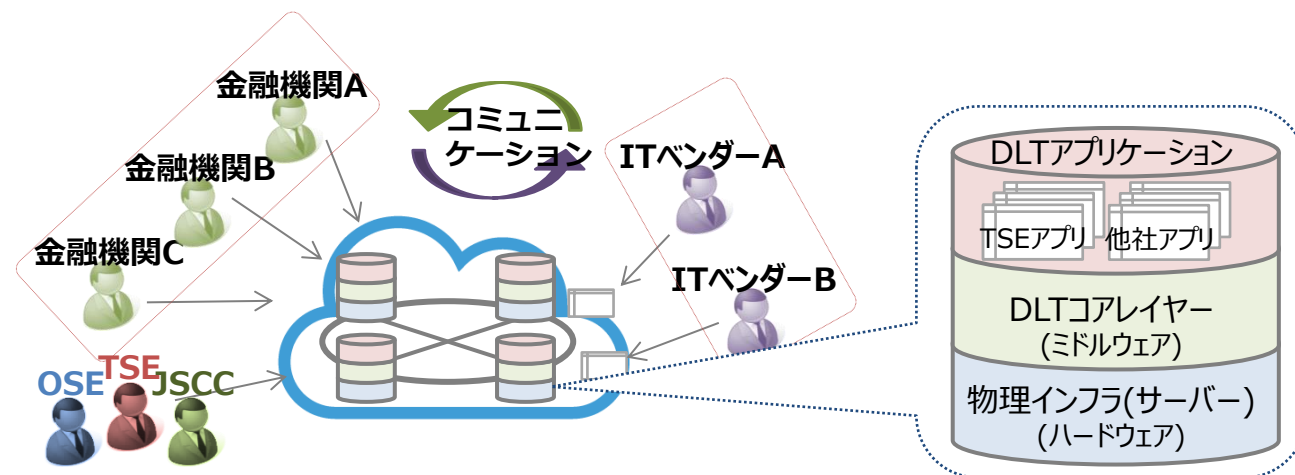 金融機関A
金融機関B
金融機関C
コミュニ
ケーション
ITベンダーA
ITベンダーB
OSE
TSE
JSCC
DLTアプリケーション
TSEアプリ
他社アプリ
DLTコアレイヤー
(ミドルウェア)
物理インフラ(サーバー)
(ハードウェア)